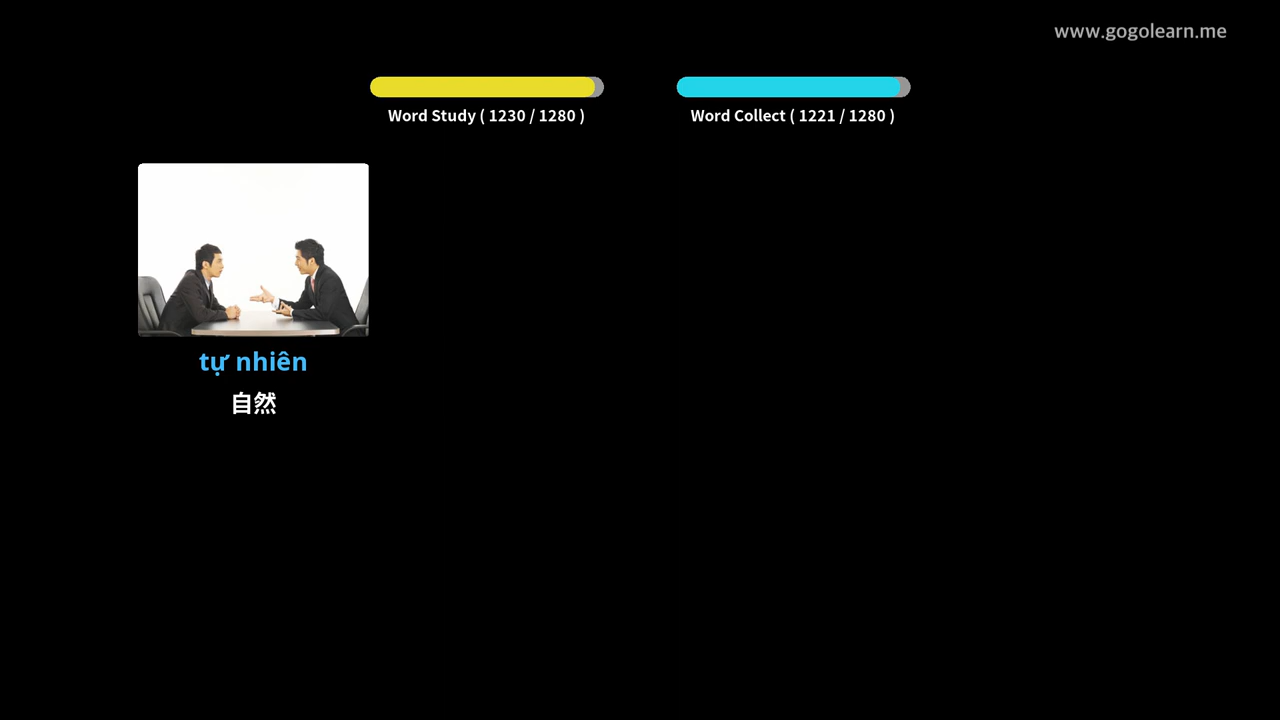 www.gogolearn.me
Word Study ( 1230 / 1280 )
Word Collect ( 1221 / 1280 )
tự nhiên
自然